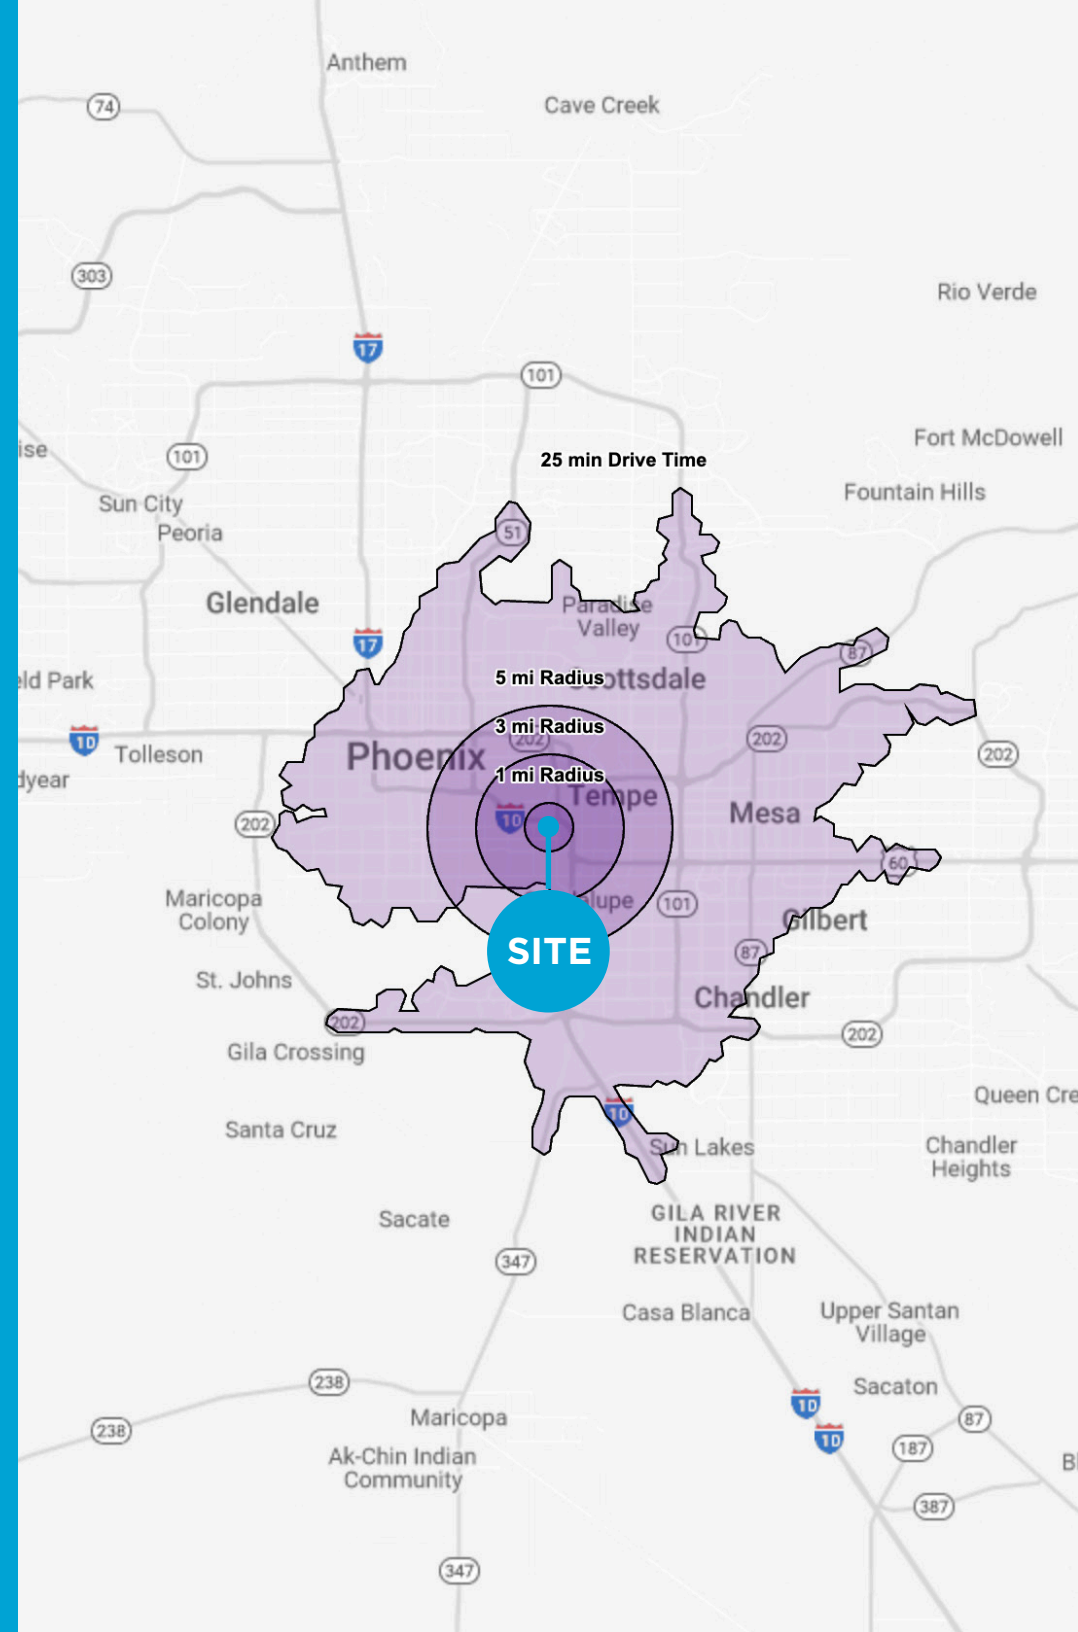 Anthem
74
Cave Creek
303
Rio Verde
17
101
Fort McDowell
ise
101
25 min Drive Time
Fountain Hills
Sun City
Peoria
51
Glendale
Paradise
Valley
17
101
87
eld Park
5 mi Radius
Scottsdale
3 mi Radius
10
Tolleson
202
202
202
Phoenix
1 mi Radius
dyear
Tempe
Mesa
202
10
60
Maricopa
Colony
alupe
101
Gilbert
SITE
87
St. Johns
Chandler
202
202
Gila Crossing
Queen Cre
10
Santa Cruz
Sun Lakes
Chandler
Heights
Sacate
GILA RIVER
INDIAN
RESERVATION
347
Casa Blanca
Upper Santan
Village
238
Sacaton
10
Maricopa
87
238
10
187
Ak-Chin Indian
Community
Bl
387
347